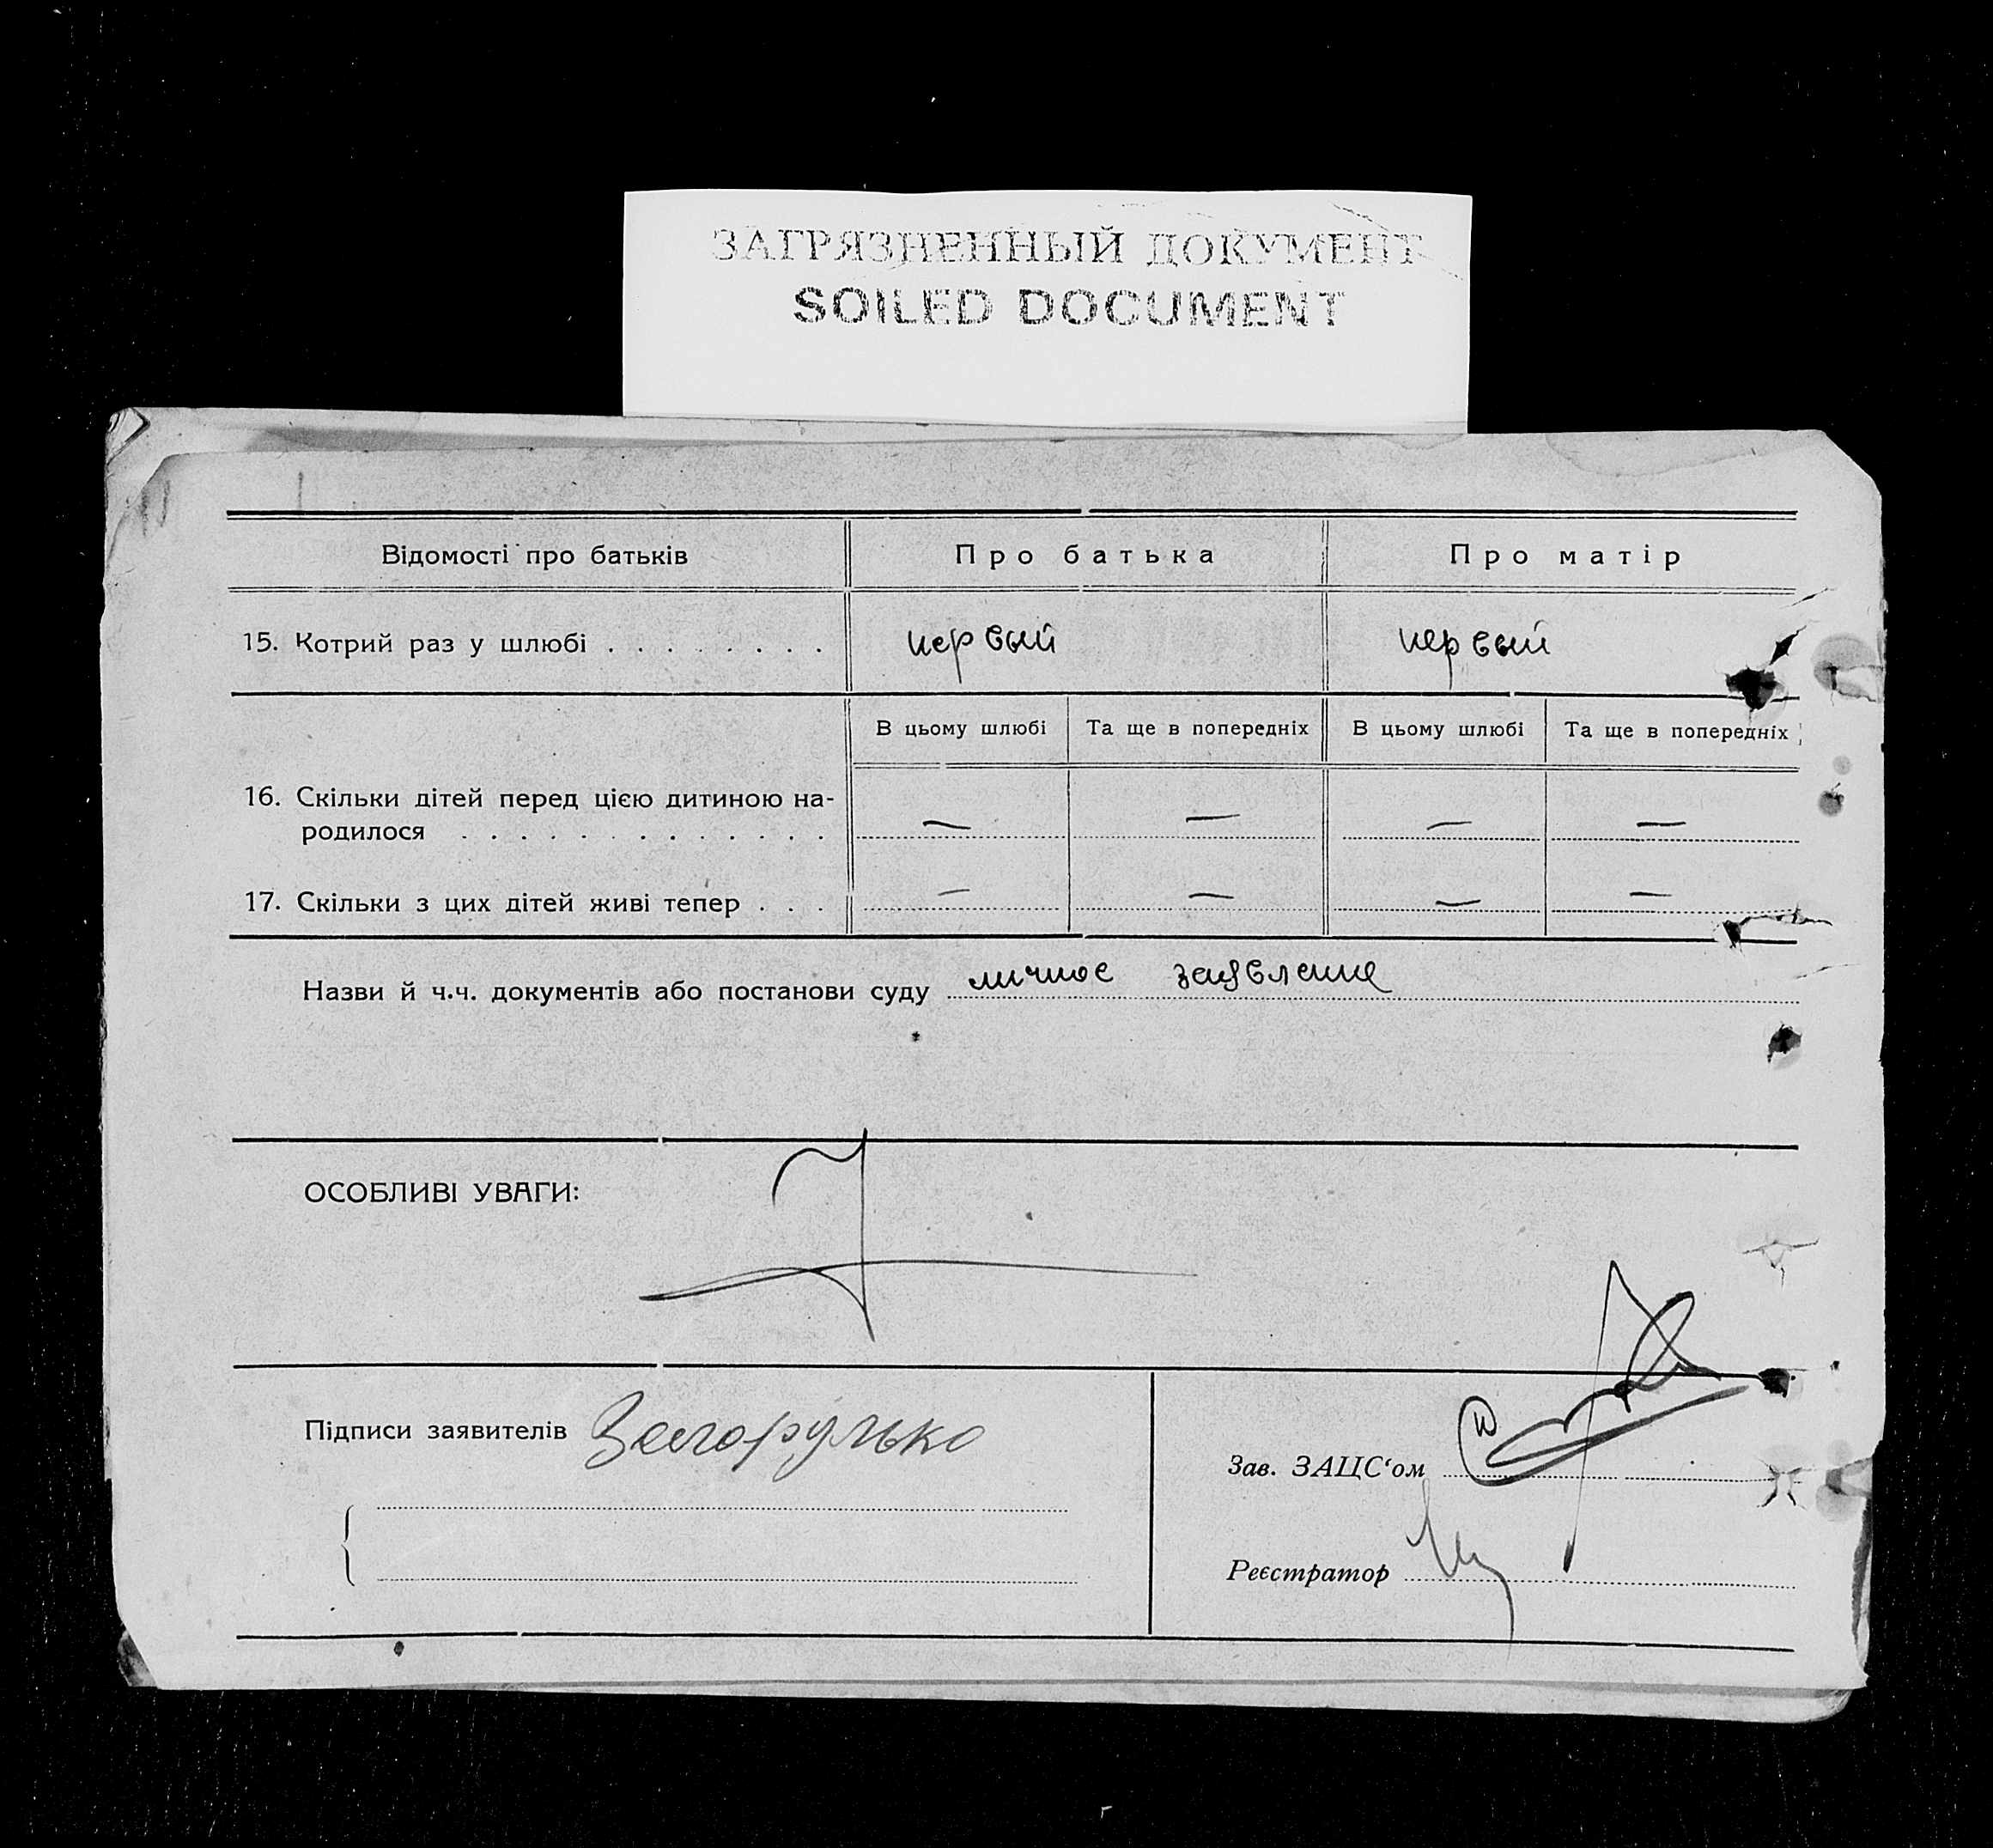 ЗАГРЯЗНЕННЫЙ ДОКУМЕНТ
SOILED DOCUMENT
Відомості про батьків Про батька Про матір
15. Котрий раз у шлюбі . . . . . . . . первый первый
В цьому шлюбі Та ще в попередніх В цьому шлюбі Та ще в попередніх
16. Скільки дітей перед цією дитиною на-
родилося . . . . . . . . . . . . . — — — —
17. Скільки з цих дітей живі тепер . . . — — — —
Назви й ч.ч. документів або постанови суду личное заявление
ОСОБЛИВІ УВАГИ:
Підписи заявителів
Зав. ЗАЦС‘ом
Реєстратор